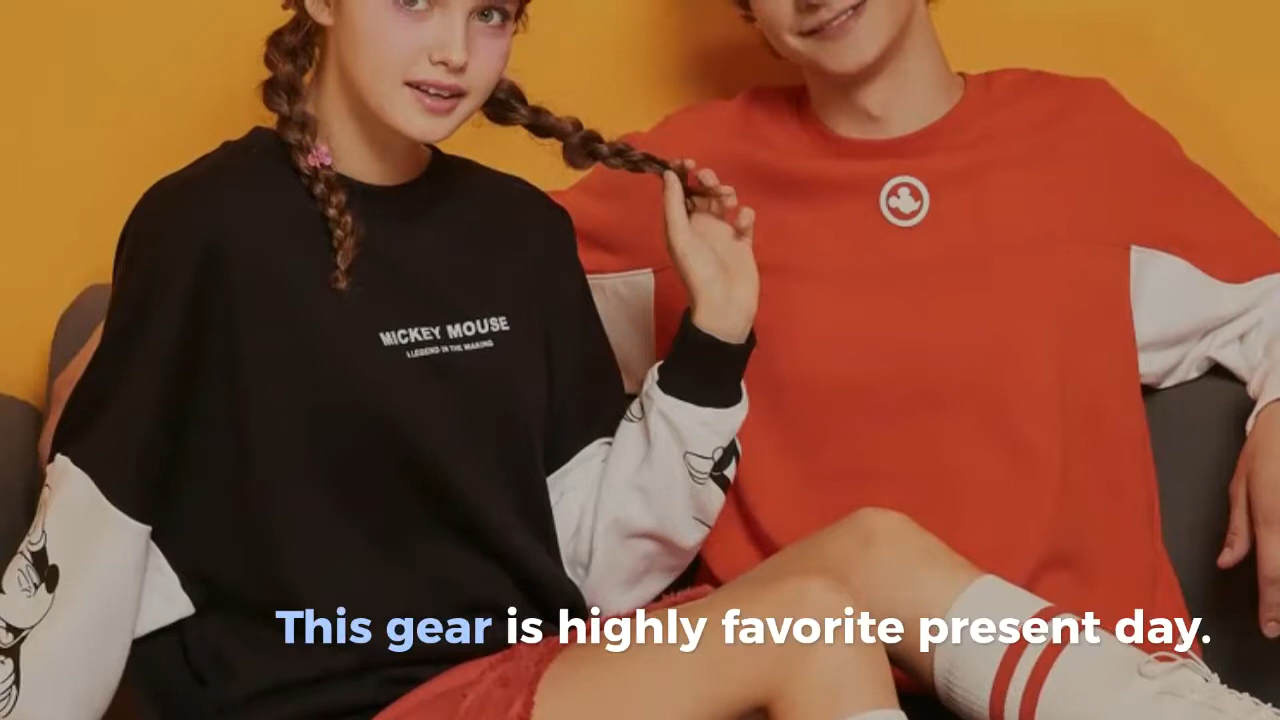 MICKEY MOUSE
A LEGEND IN THE MAKING
This gear is highly favorite present day.